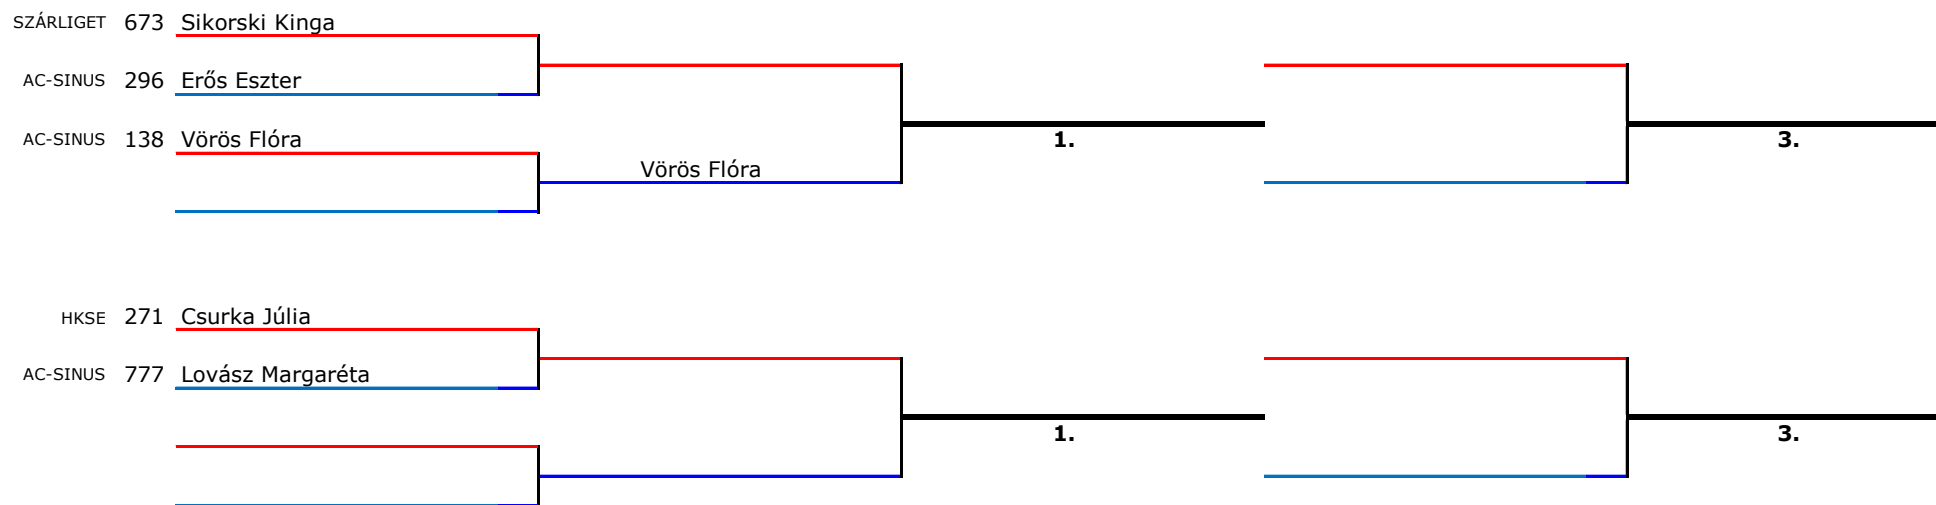 SZÁRLIGET 673 Sikorski Kinga
AC-SINUS 296 Erős Eszter
AC-SINUS 138 Vörös Flóra
1.
3.
Vörös Flóra
HKSE 271 Csurka Júlia
AC-SINUS 777 Lovász Margaréta
1.
3.